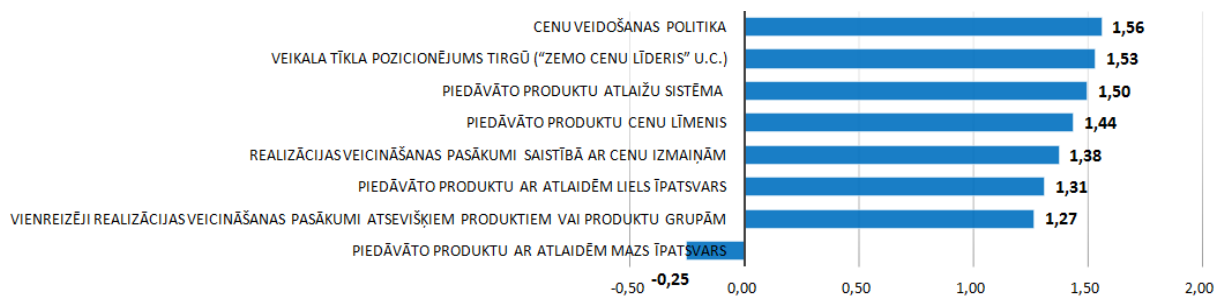 CENU VEIDOŠANAS POLITIKA 1,56
VEIKALA TĪKLA POZICIONĒJUMS TIRGŪ (“ZEMO CENU LĪDERIS” U.C.) 1,53
PIEDĀVĀTO PRODUKTU ATLAIŽU SISTĒMA 1,50
PIEDĀVĀTO PRODUKTU CENU LĪMENIS 1,44
REALIZĀCIJAS VEICINĀŠANAS PASĀKUMI SAISTĪBĀ AR CENU IZMAIŅĀM 1,38
PIEDĀVĀTO PRODUKTU AR ATLAIDĒM LIELS ĪPATSVARS 1,31
VIENREIZĒJI REALIZĀCIJAS VEICINĀŠANAS PASĀKUMI ATSEVIŠĶIEM PRODUKTIEM VAI PRODUKTU GRUPĀM 1,27
PIEDĀVĀTO PRODUKTU AR ATLAIDĒM MAZS ĪPATSVARS
-0,25
-0,50 0,00 0,50 1,00 1,50 2,00